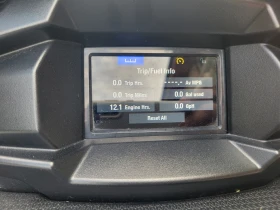 Trip/Fuel Info
0.0 Trip Hrs. --.-- Av MPG
0.0 Trip Miles 0.0 Gal used
12.1 Engine Hrs. 0.0 GpH
Reset All